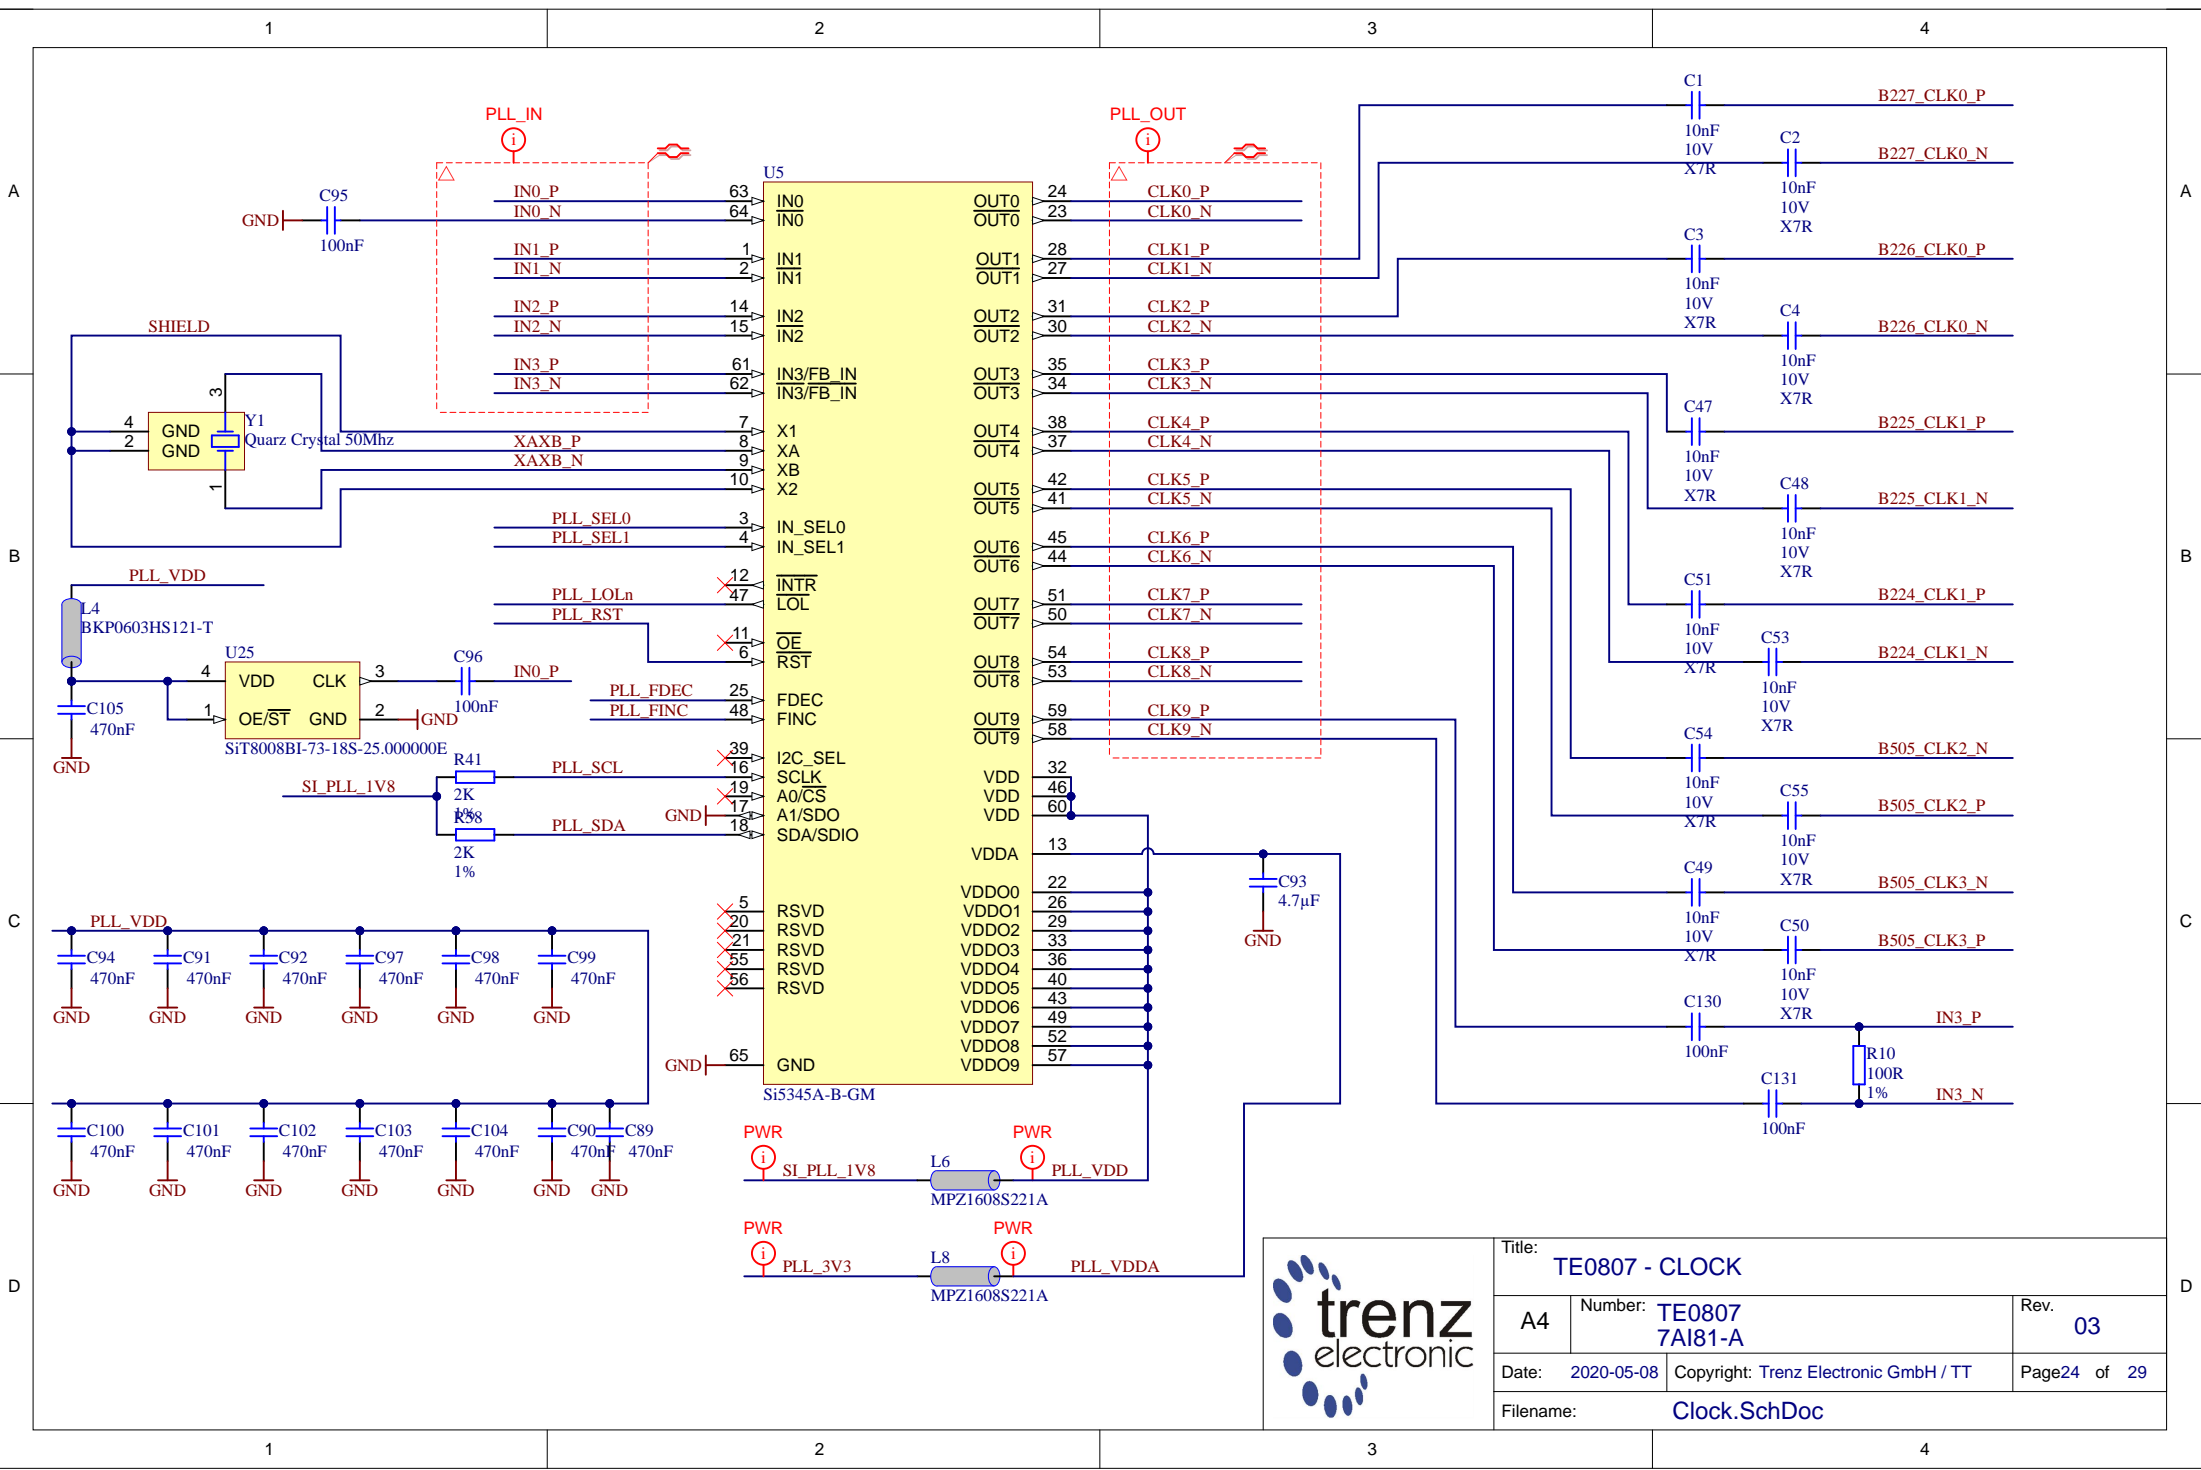 1 2 3 4
A A
B B
C C
D D
PLL_IN
PLL_OUT
C95
GND
100nF
IN0_P 63
IN0_N 64
IN1_P 1
IN1_N 2
IN2_P 14
IN2_N 15
IN3_P 61
IN3_N 62
SHIELD
4 GND
2 GND
3
1
Y1
Quarz Crystal 50Mhz
7
XAXB_P 8
XAXB_N 9
10
PLL_SEL0 3
PLL_SEL1 4
12
PLL_LOLn 47
PLL_RST
11
6
PLL_FDEC 25
PLL_FINC 48
39
PLL_SCL 16
19
GND 17
PLL_SDA 18
5
20
21
55
56
GND 65
PLL_VDD
L4
BKP0603HS121-T
C105
470nF
GND
U25
4 VDD CLK 3
1 OE/ST GND 2 GND
SiT8008BI-73-18S-25.000000E
C96
100nF
IN0_P
SI_PLL_1V8
R41
2K
1%
R58
2K
1%
PLL_VDD
C94 C91 C92 C97 C98 C99
470nF 470nF 470nF 470nF 470nF 470nF
GND GND GND GND GND GND
C100 C101 C102 C103 C104 C90 C89
470nF 470nF 470nF 470nF 470nF 470nF 470nF
GND GND GND GND GND GND GND
U5
IN0 OUT0
IN0 OUT0
IN1 OUT1
IN1 OUT1
IN2 OUT2
IN2 OUT2
IN3/FB_IN OUT3
IN3/FB_IN OUT3
X1 OUT4
XA OUT4
XB
X2 OUT5
OUT5
IN_SEL0
IN_SEL1 OUT6
OUT6
INTR
LOL OUT7
OUT7
OE
RST OUT8
OUT8
FDEC
FINC OUT9
OUT9
I2C_SEL
SCLK VDD
A0/CS VDD
A1/SDO VDD
SDA/SDIO
VDDA
VDDO0
RSVD VDDO1
RSVD VDDO2
RSVD VDDO3
RSVD VDDO4
RSVD VDDO5
VDDO6
VDDO7
VDDO8
GND VDDO9
Si5345A-B-GM
24 CLK0_P
23 CLK0_N
28 CLK1_P
27 CLK1_N
31 CLK2_P
30 CLK2_N
35 CLK3_P
34 CLK3_N
38 CLK4_P
37 CLK4_N
42 CLK5_P
41 CLK5_N
45 CLK6_P
44 CLK6_N
51 CLK7_P
50 CLK7_N
54 CLK8_P
53 CLK8_N
59 CLK9_P
58 CLK9_N
32
46
60
13
22
26
29
33
36
40
43
49
52
57
C93
4.7µF
GND
PWR PWR
SI_PLL_1V8 L6 PLL_VDD
MPZ1608S221A
PWR PWR
PLL_3V3 L8 PLL_VDDA
MPZ1608S221A
C1 B227_CLK0_P
10nF
10V
X7R
C2 B227_CLK0_N
10nF
10V
X7R
C3 B226_CLK0_P
10nF
10V
X7R
C4 B226_CLK0_N
10nF
10V
X7R
C47 B225_CLK1_P
10nF
10V
X7R
C48 B225_CLK1_N
10nF
10V
X7R
C51 B224_CLK1_P
10nF
10V
X7R
C53 B224_CLK1_N
10nF
10V
X7R
C54 B505_CLK2_N
10nF
10V
X7R
C55 B505_CLK2_P
10nF
10V
X7R
C49 B505_CLK3_N
10nF
10V
X7R
C50 B505_CLK3_P
10nF
10V
X7R
C130 IN3_P
100nF
R10
100R
1%
C131 IN3_N
100nF
trenz
electronic
Title:
TE0807 - CLOCK
A4 Number: TE0807
7AI81-A
Rev.
03
Date: 2020-05-08 Copyright: Trenz Electronic GmbH / TT Page24 of 29
Filename: Clock.SchDoc
1 2 3 4